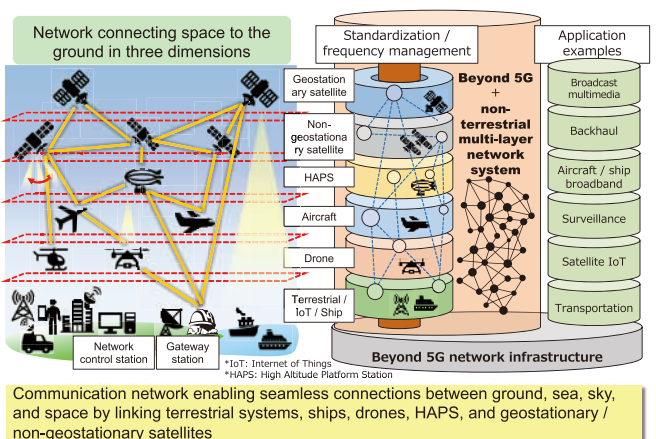 Network connecting space to the
ground in three dimensions
Standardization /
frequency management
Application
examples
Geostation
ary satellite
Non-
geostationa
ry satellite
HAPS
Aircraft
Drone
Terrestrial /
IoT / Ship
Beyond 5G
+
non-
terrestrial
multi-layer
network
system
Broadcast
multimedia
Backhaul
Aircraft / ship
broadband
Surveillance
Satellite IoT
Transportation
Network
control station
Gateway
station
Beyond 5G network infrastructure
*IoT: Internet of Things
*HAPS: High Altitude Platform Station
Communication network enabling seamless connections between ground, sea, sky,
and space by linking terrestrial systems, ships, drones, HAPS, and geostationary /
non-geostationary satellites